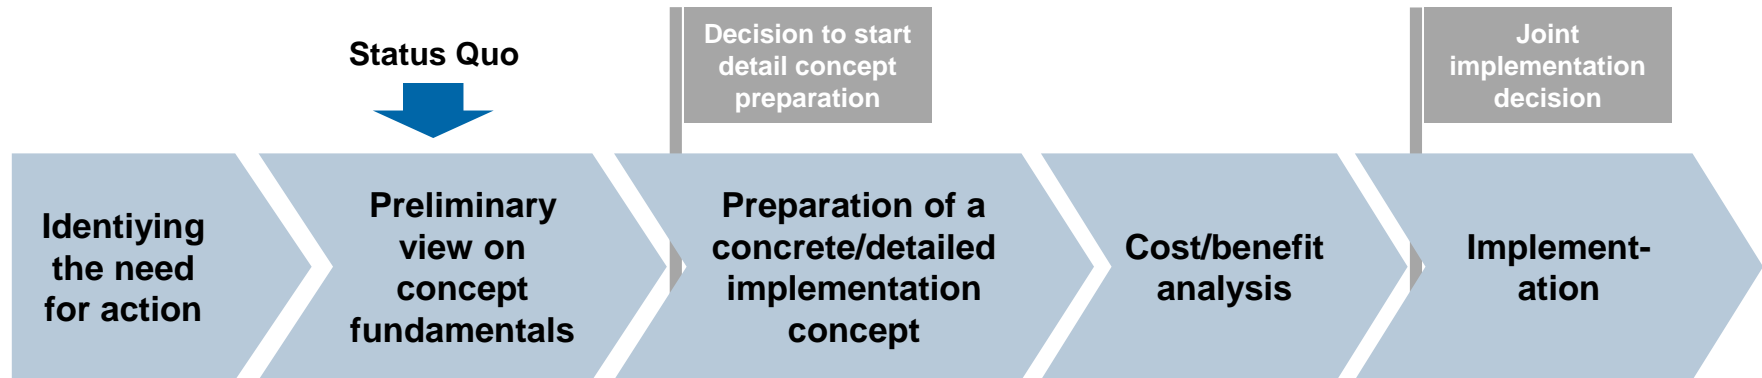 Status Quo
Decision to start
detail concept
preparation
Joint
implementation
decision
Identiying
the need
for action
Preliminary
view on
concept
fundamentals
Preparation of a
concrete/detailed
implementation
concept
Cost/benefit
analysis
Implement-
ation